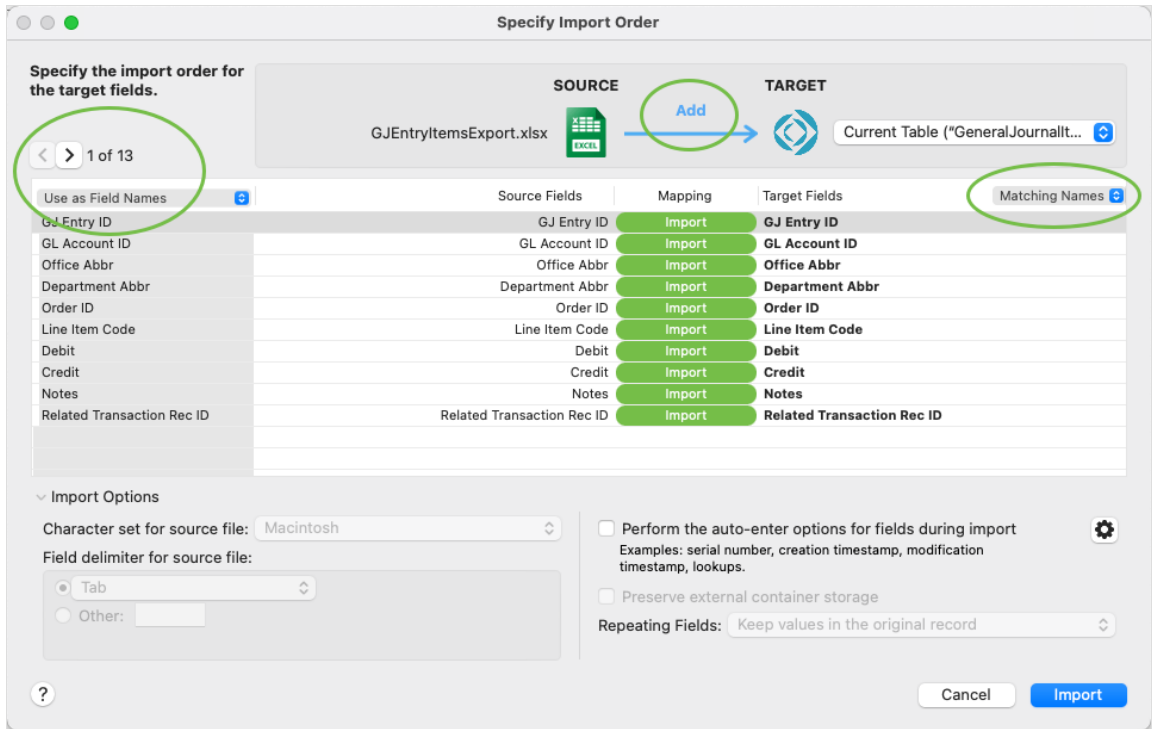 Specify Import Order
Specify the import order for
the target fields.
SOURCE
TARGET
GJEntryItemsExport.xlsx
EXCEL
Add
Current Table ("GeneralJournalIt...
1 of 13
Use as Field Names
Source Fields
Mapping
Target Fields
Matching Names
GJ Entry ID GJ Entry ID Import GJ Entry ID
GL Account ID GL Account ID Import GL Account ID
Office Abbr Office Abbr Import Office Abbr
Department Abbr Department Abbr Import Department Abbr
Order ID Order ID Import Order ID
Line Item Code Line Item Code Import Line Item Code
Debit Debit Import Debit
Credit Credit Import Credit
Notes Notes Import Notes
Related Transaction Rec ID Related Transaction Rec ID Import Related Transaction Rec ID
Import Options
Character set for source file: Macintosh
Field delimiter for source file:
Tab
Other:
Perform the auto-enter options for fields during import
Examples: serial number, creation timestamp, modification
timestamp, lookups.
Preserve external container storage
Repeating Fields: Keep values in the original record
?
Cancel
Import